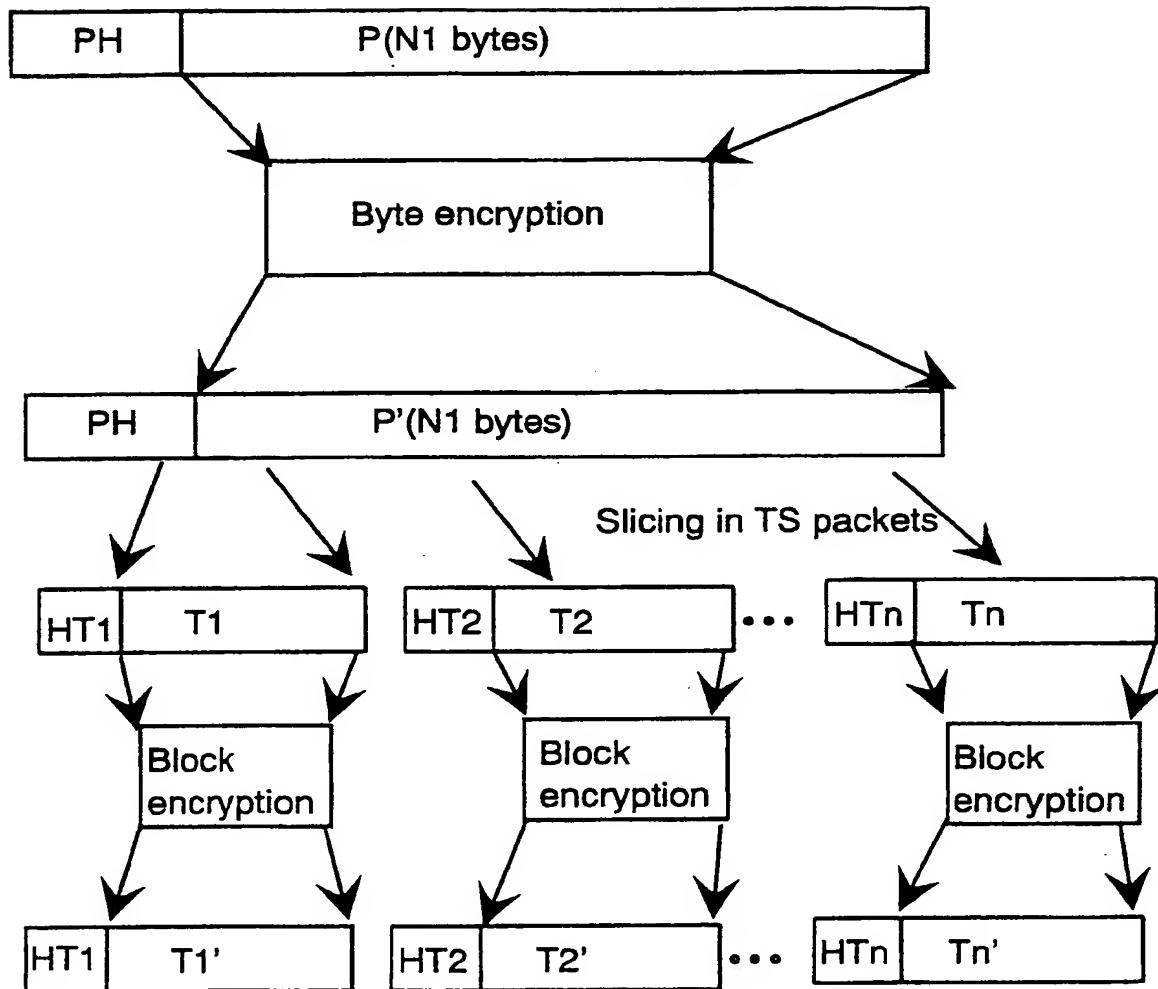 PH P(N1 bytes)
Byte encryption
PH P'(N1 bytes)
Slicing in TS packets
HT1 T1 HT2 T2 ... HTn Tn
Block encryption Block encryption Block encryption
HT1 T1' HT2 T2' ... HTn Tn'